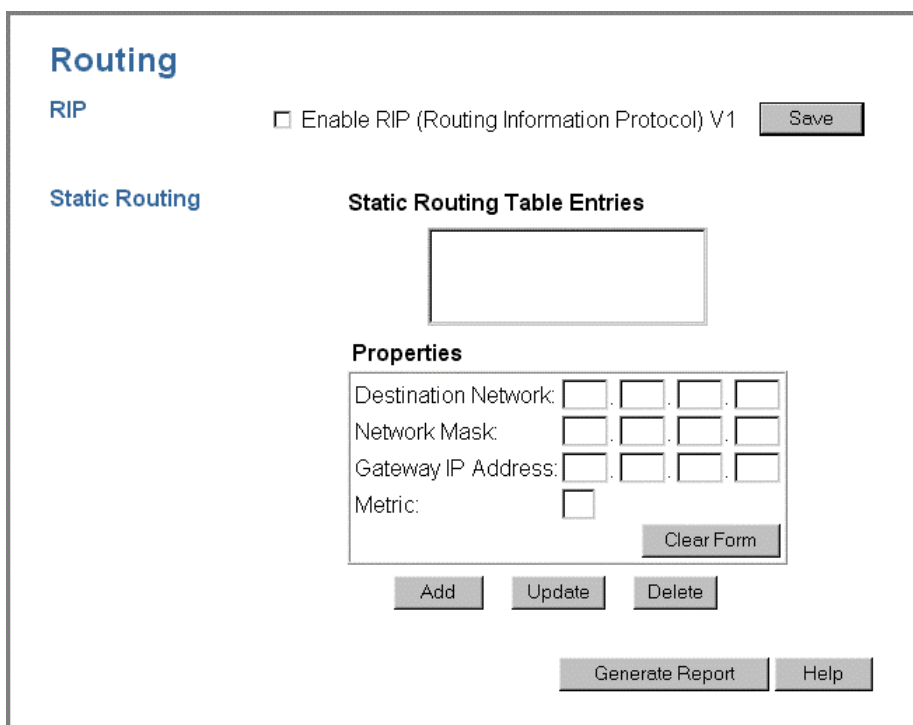 Routing
RIP
Enable RIP (Routing Information Protocol) V1 Save
Static Routing
Static Routing Table Entries
Properties
Destination Network: . . .
Network Mask: . . .
Gateway IP Address: . . .
Metric:
Clear Form
Add Update Delete
Generate Report Help